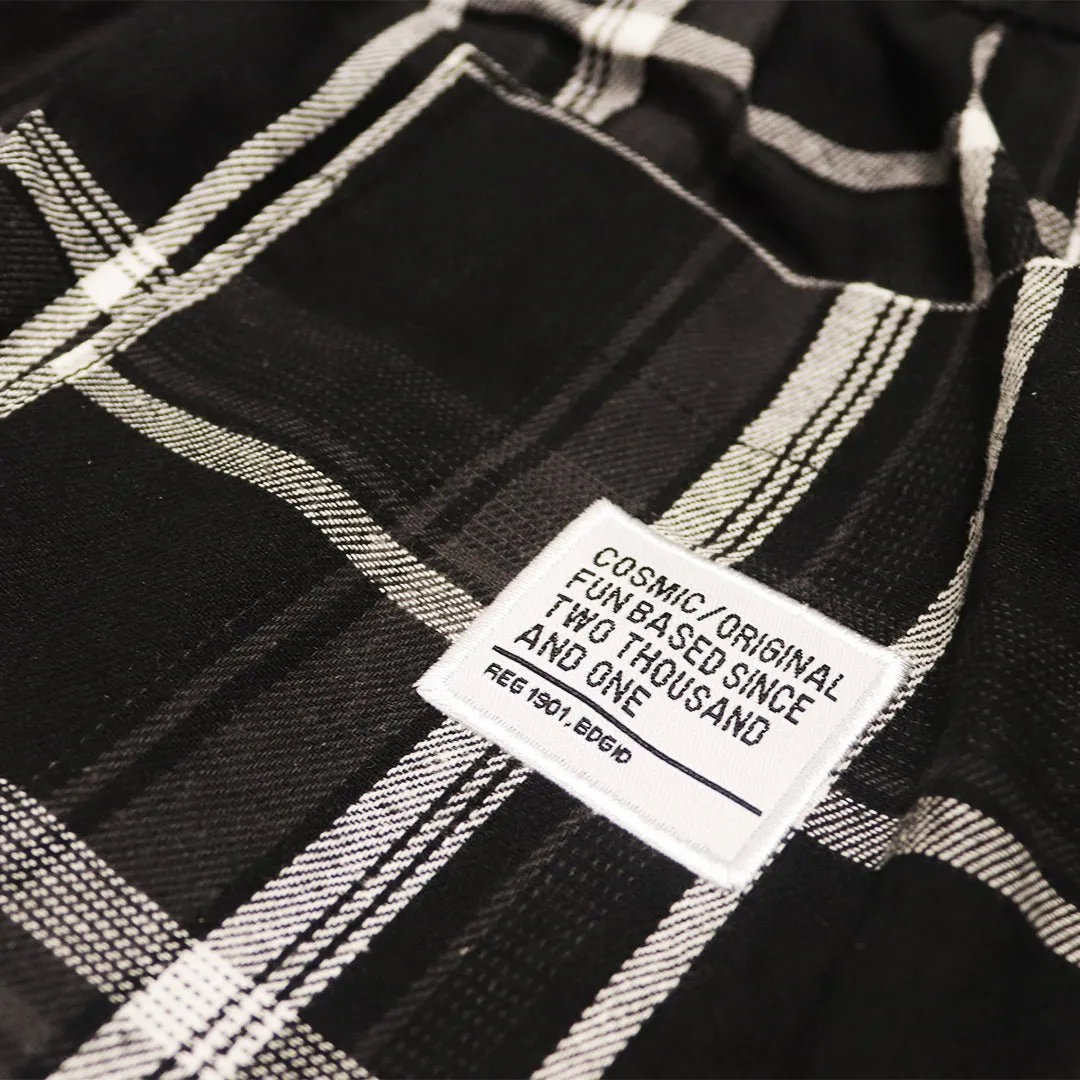 COSMIC/ORIGINAL
FUN BASED SINCE
TWO THOUSAND
AND ONE
REG 1901, BDG ID